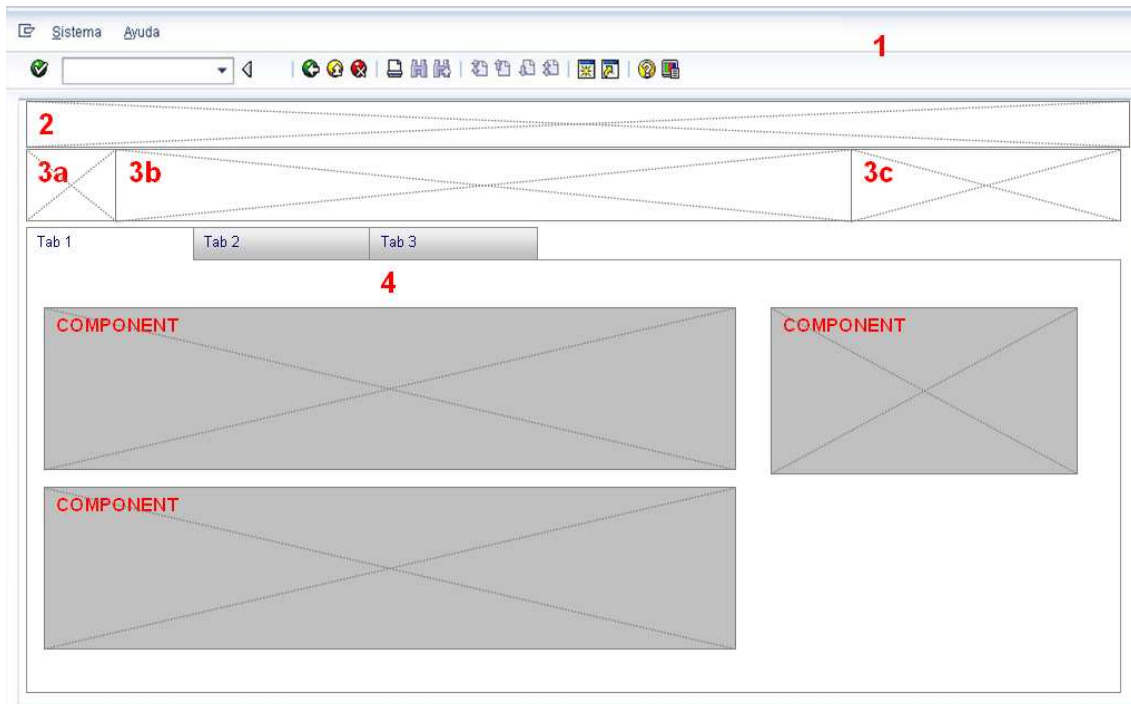 Sistema Ayuda
1
2
3a 3b 3c
Tab 1 Tab 2 Tab 3
4
COMPONENT COMPONENT
COMPONENT